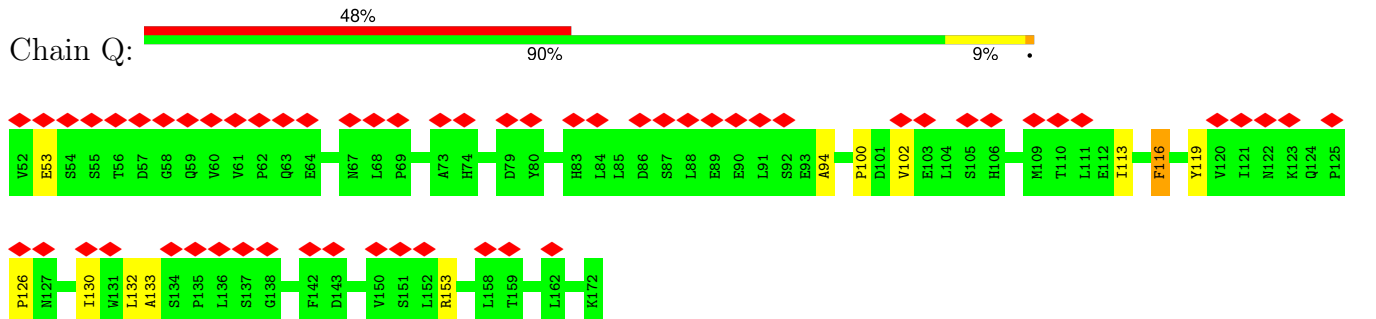 48%
Chain Q:
90% 9% •
V52 E53 S54 S55 T56 D57 G58 Q59 V60 V61 P62 Q63 E64 N67 L68 P69 A73 H74 D79 Y80 H83 L84 L85 D86 S87 L88 E89 E90 L91 S92 E93 A94 P100 D101 V102 E103 L104 S105 H106 M109 T110 L111 E112 I113 F116 Y119 V120 I121 N122 K123 Q124 P125
P126 N127 I130 W131 L132 A133 S134 P135 L136 S137 G138 F142 D143 V150 S151 L152 R153 L158 T159 L162 K172